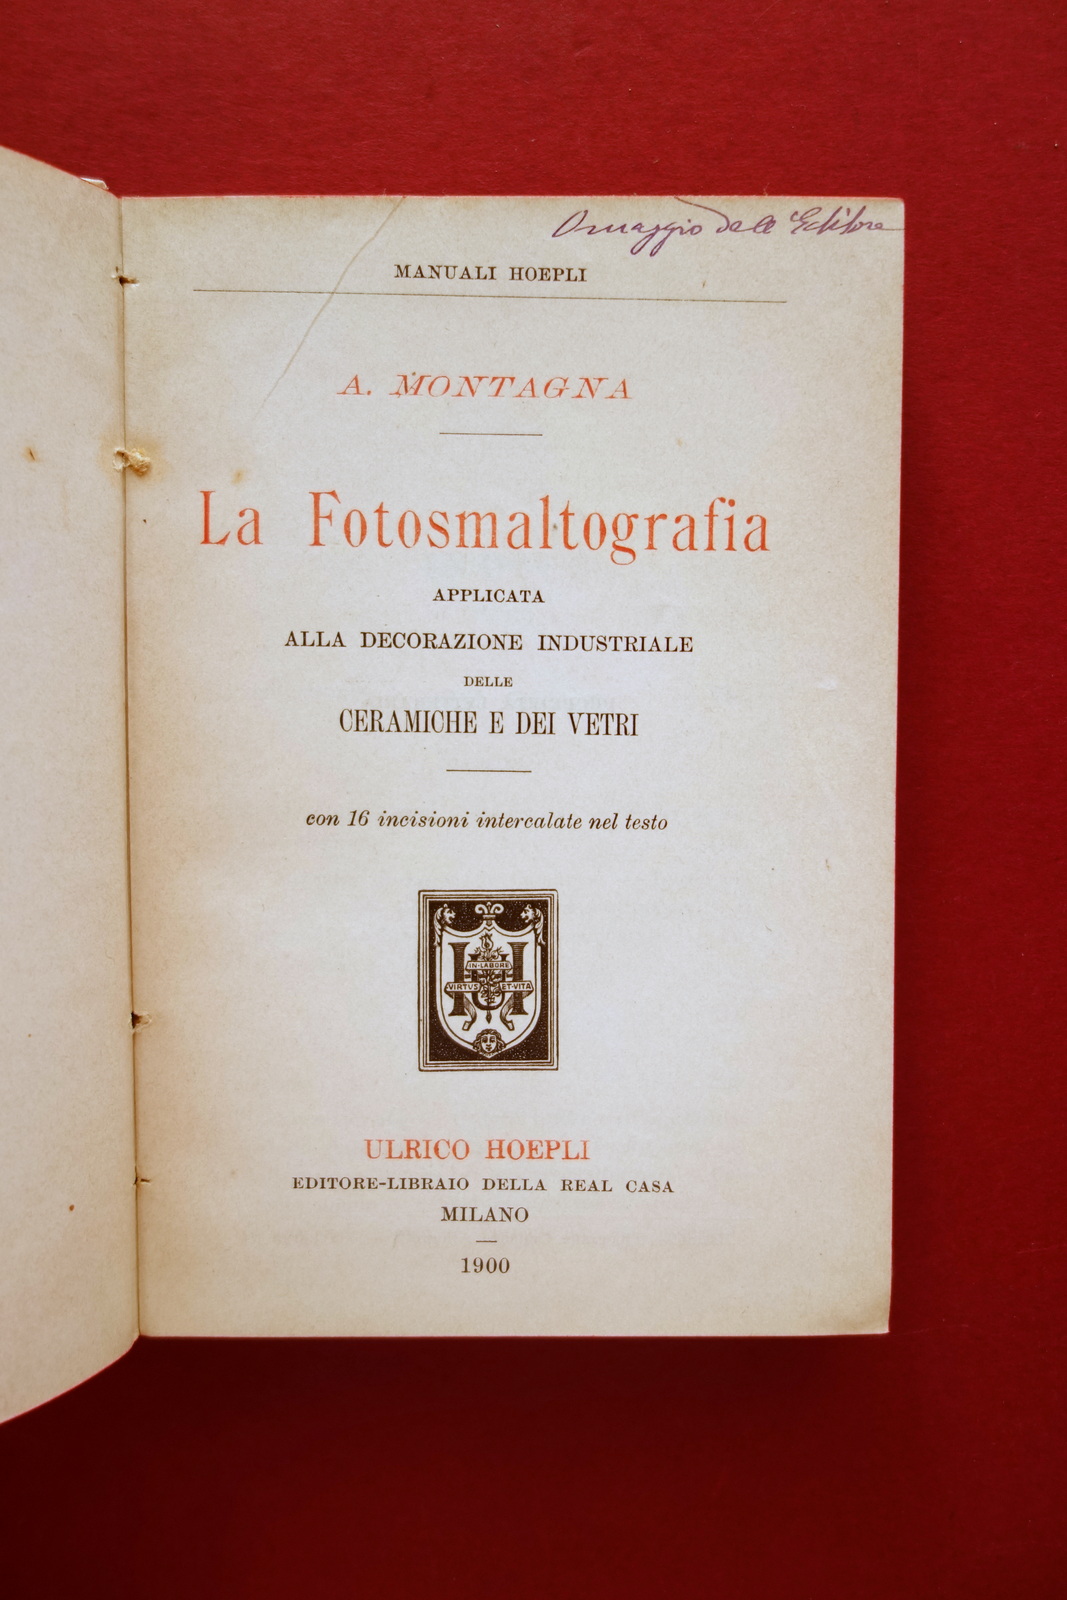 Omaggio dell'Editore
MANUALI HOEPLI
A. MONTAGNA
La Fotosmaltografia
APPLICATA
ALLA DECORAZIONE INDUSTRIALE
DELLE
CERAMICHE E DEI VETRI
con 16 incisioni intercalate nel testo
IN·LABORE
VIRTUS ET·VITA
ULRICO HOEPLI
EDITORE-LIBRAIO DELLA REAL CASA
MILANO
1900